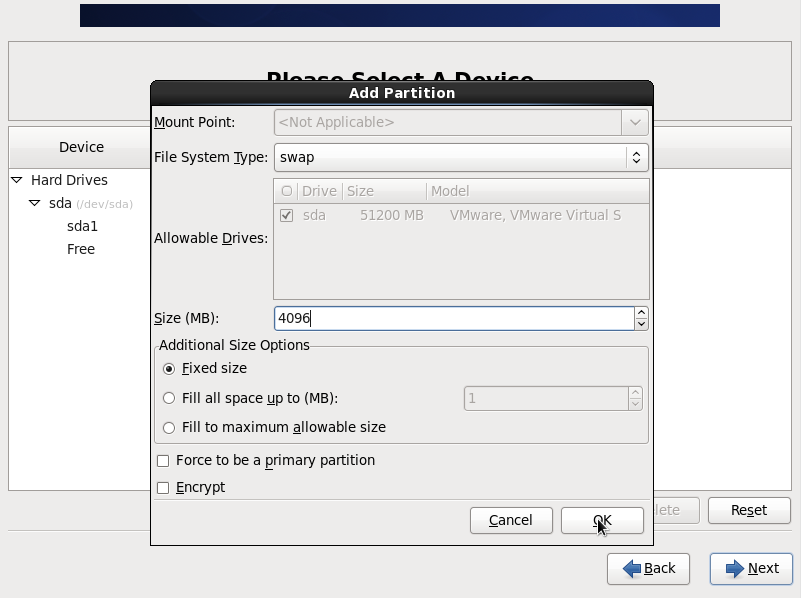 Please Select A Device
Add Partition
Mount Point: <Not Applicable>
File System Type: swap
Device
Drive Size Model
sda 51200 MB VMware, VMware Virtual S
Allowable Drives:
Hard Drives
sda (/dev/sda)
sda1
Free
Size (MB): 4096
Additional Size Options
Fixed size
Fill all space up to (MB): 1
Fill to maximum allowable size
Force to be a primary partition
Encrypt
Cancel OK
Reset
Back Next